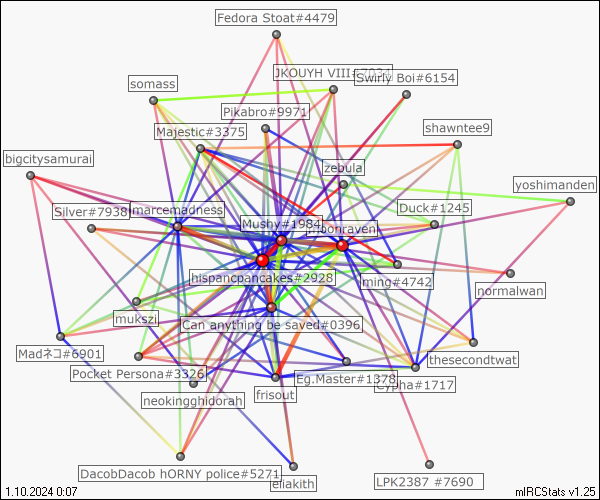 Fedora Stoat#4479
JKOUYH VIII#7034
Swirly Boi#6154
somass
Pikabro#9971
Majestic#3375
shawntee9
bigcitysamurai
zebula
yoshimanden
Silver#7938
marcemadness
Duck#1245
Mushy#1984
moonraven
hispancpancakes#2928
ming#4742
normalwan
mukszi
Can anything be saved#0396
Madネコ#6901
thesecondtwat
Pocket Persona#3326
Eg.Master#1378
Cypha#1717
neokingghidorah
frisout
DacobDacob hORNY police#5271
eliakith
LPK2387 #7690
1.10.2024 0:07
mIRCStats v1.25